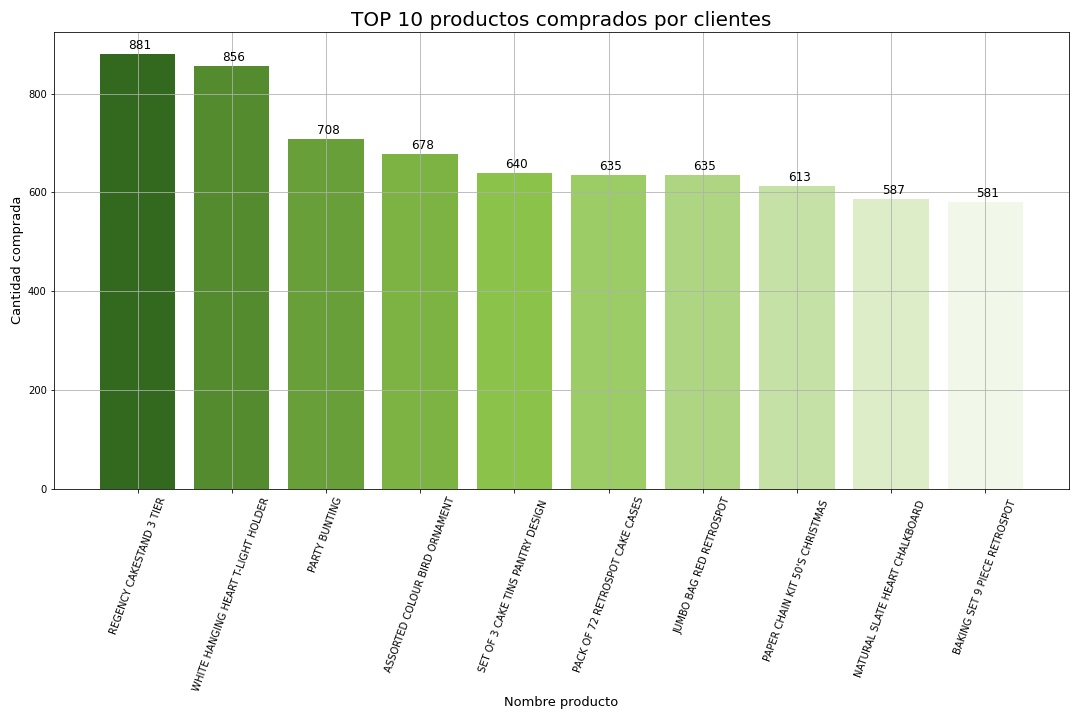 TOP 10 productos comprados por clientes
881
856
708
678
640
635
635
613
587
581
Cantidad comprada
800
600
400
200
0
REGENCY CAKESTAND 3 TIER
WHITE HANGING HEART T-LIGHT HOLDER
PARTY BUNTING
ASSORTED COLOUR BIRD ORNAMENT
SET OF 3 CAKE TINS PANTRY DESIGN
PACK OF 72 RETROSPOT CAKE CASES
JUMBO BAG RED RETROSPOT
PAPER CHAIN KIT 50'S CHRISTMAS
NATURAL SLATE HEART CHALKBOARD
BAKING SET 9 PIECE RETROSPOT
Nombre producto